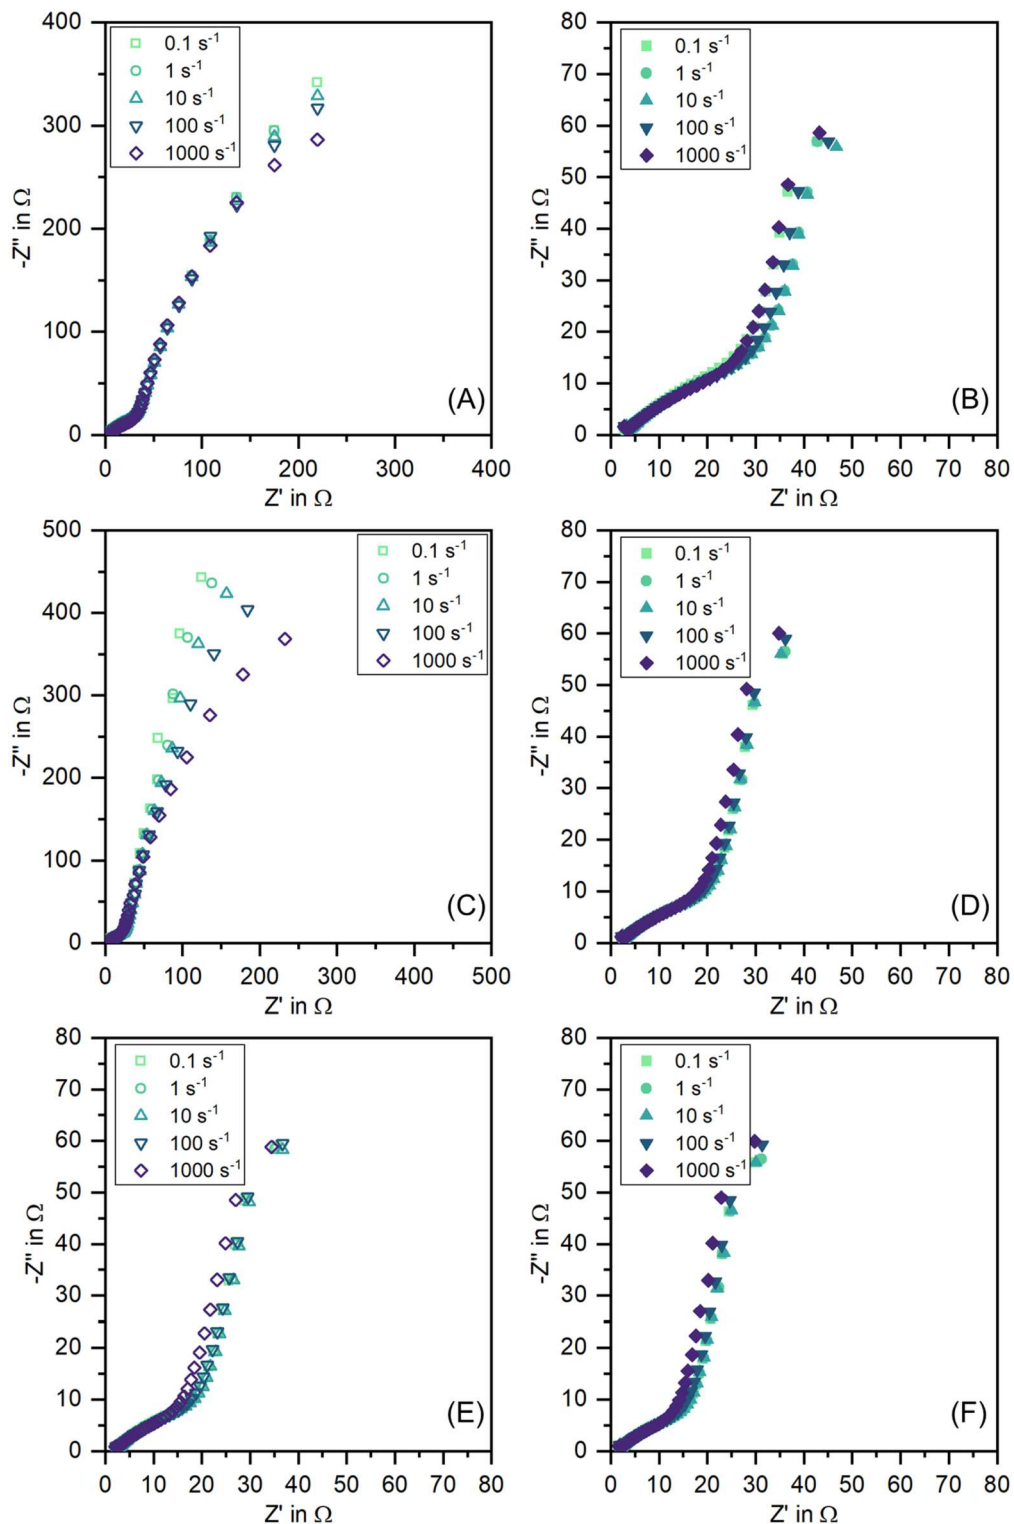 400
300
200
100
0
-Z" in Ω
0.1 s⁻¹
1 s⁻¹
10 s⁻¹
100 s⁻¹
1000 s⁻¹
(A)
0 100 200 300 400
Z' in Ω
80
70
60
50
40
30
20
10
0
-Z" in Ω
0.1 s⁻¹
1 s⁻¹
10 s⁻¹
100 s⁻¹
1000 s⁻¹
(B)
0 10 20 30 40 50 60 70 80
Z' in Ω
500
400
300
200
100
0
-Z" in Ω
0.1 s⁻¹
1 s⁻¹
10 s⁻¹
100 s⁻¹
1000 s⁻¹
(C)
0 100 200 300 400 500
Z' in Ω
80
70
60
50
40
30
20
10
0
-Z" in Ω
0.1 s⁻¹
1 s⁻¹
10 s⁻¹
100 s⁻¹
1000 s⁻¹
(D)
0 10 20 30 40 50 60 70 80
Z' in Ω
80
70
60
50
40
30
20
10
0
-Z" in Ω
0.1 s⁻¹
1 s⁻¹
10 s⁻¹
100 s⁻¹
1000 s⁻¹
(E)
0 10 20 30 40 50 60 70 80
Z' in Ω
80
70
60
50
40
30
20
10
0
-Z" in Ω
0.1 s⁻¹
1 s⁻¹
10 s⁻¹
100 s⁻¹
1000 s⁻¹
(F)
0 10 20 30 40 50 60 70 80
Z' in Ω